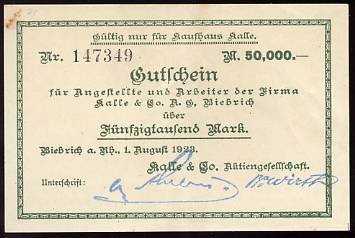 Gültig nur für Kaufhaus Kalle.
Nr. 147349 M. 50,000.—
Gutschein
für Angestellte und Arbeiter der Firma
Kalle & Co. A. G. Biebrich
über
Fünfzigtausend Mark.
Biebrich a. Rh., 1. August 1923.
Kalle & Co. Aktiengesellschaft.
Unterschrift: